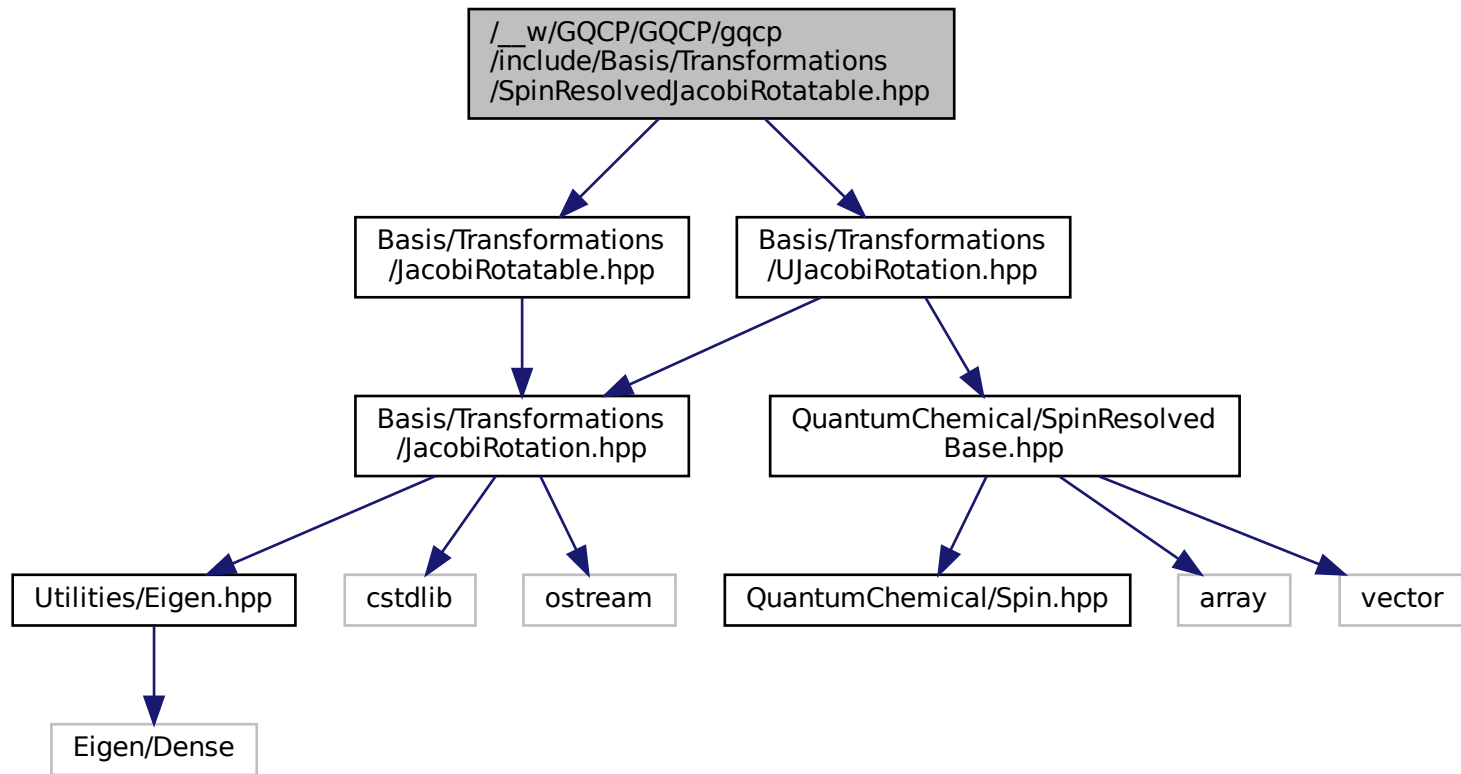 /__w/GQCP/GQCP/gqcp
/include/Basis/Transformations
/SpinResolvedJacobiRotatable.hpp
Basis/Transformations
/JacobiRotatable.hpp
Basis/Transformations
/UJacobiRotation.hpp
Basis/Transformations
/JacobiRotation.hpp
QuantumChemical/SpinResolved
Base.hpp
Utilities/Eigen.hpp
cstdlib
ostream
QuantumChemical/Spin.hpp
array
vector
Eigen/Dense